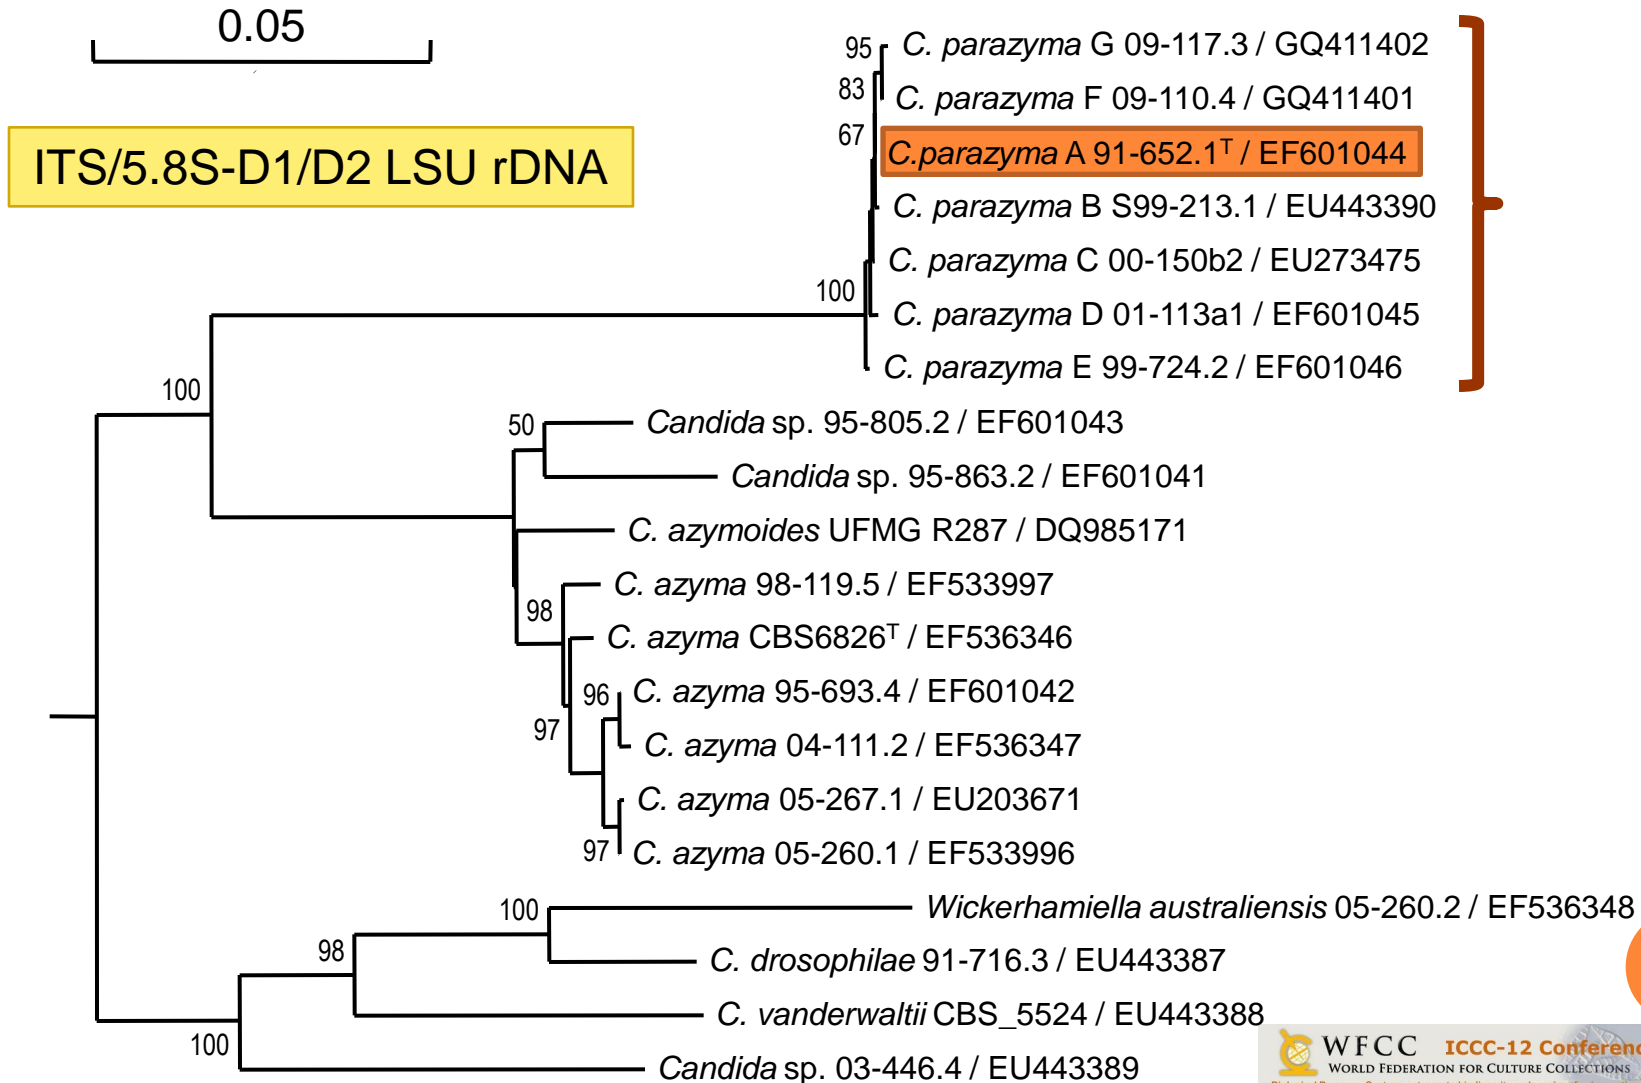 0.05
ITS/5.8S-D1/D2 LSU rDNA
95
C. parazyma G 09-117.3 / GQ411402
83
C. parazyma F 09-110.4 / GQ411401
67
C.parazyma A 91-652.1ᵀ / EF601044
C. parazyma B S99-213.1 / EU443390
C. parazyma C 00-150b2 / EU273475
100
C. parazyma D 01-113a1 / EF601045
C. parazyma E 99-724.2 / EF601046
100
50
Candida sp. 95-805.2 / EF601043
Candida sp. 95-863.2 / EF601041
C. azymoides UFMG R287 / DQ985171
C. azyma 98-119.5 / EF533997
98
C. azyma CBS6826ᵀ / EF536346
96
C. azyma 95-693.4 / EF601042
97
C. azyma 04-111.2 / EF536347
C. azyma 05-267.1 / EU203671
97
C. azyma 05-260.1 / EF533996
100
Wickerhamiella australiensis 05-260.2 / EF536348
98
C. drosophilae 91-716.3 / EU443387
C. vanderwaltii CBS_5524 / EU443388
100
Candida sp. 03-446.4 / EU443389
WFCC ICCC-12 Conferenc
WORLD FEDERATION FOR CULTURE COLLECTIONS